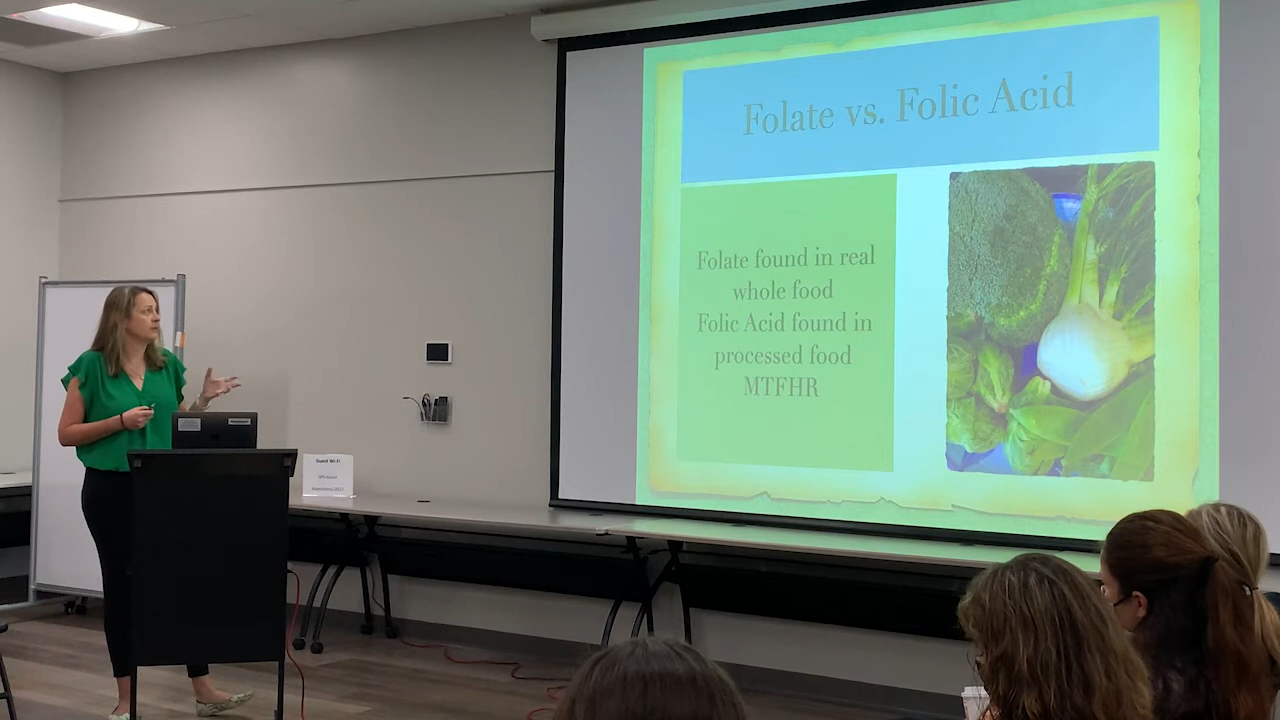 Folate vs. Folic Acid
Folate found in real
whole food
Folic Acid found in
processed food
MTFHR
Guest Wi-Fi